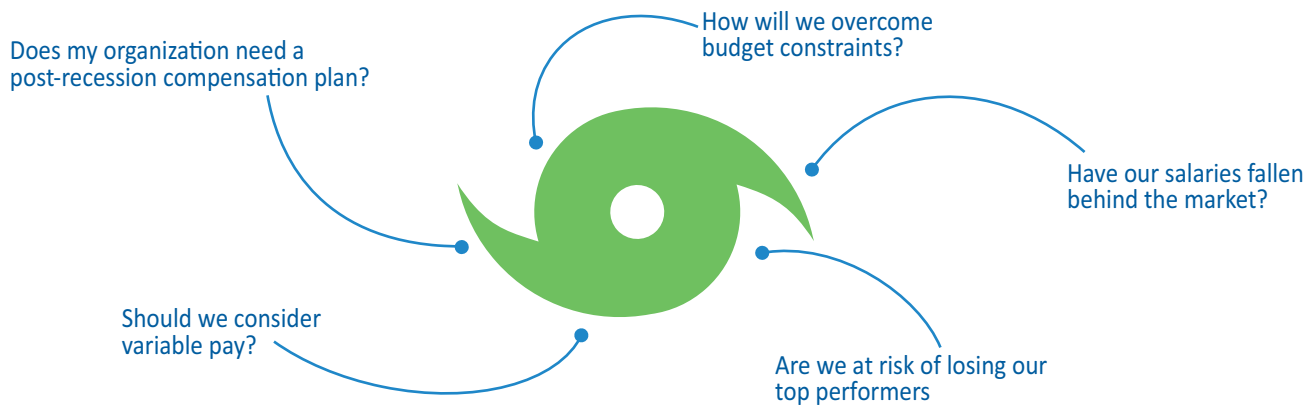 How will we overcome
budget constraints?
Does my organization need a
post-recession compensation plan?
Have our salaries fallen
behind the market?
Should we consider
variable pay?
Are we at risk of losing our
top performers